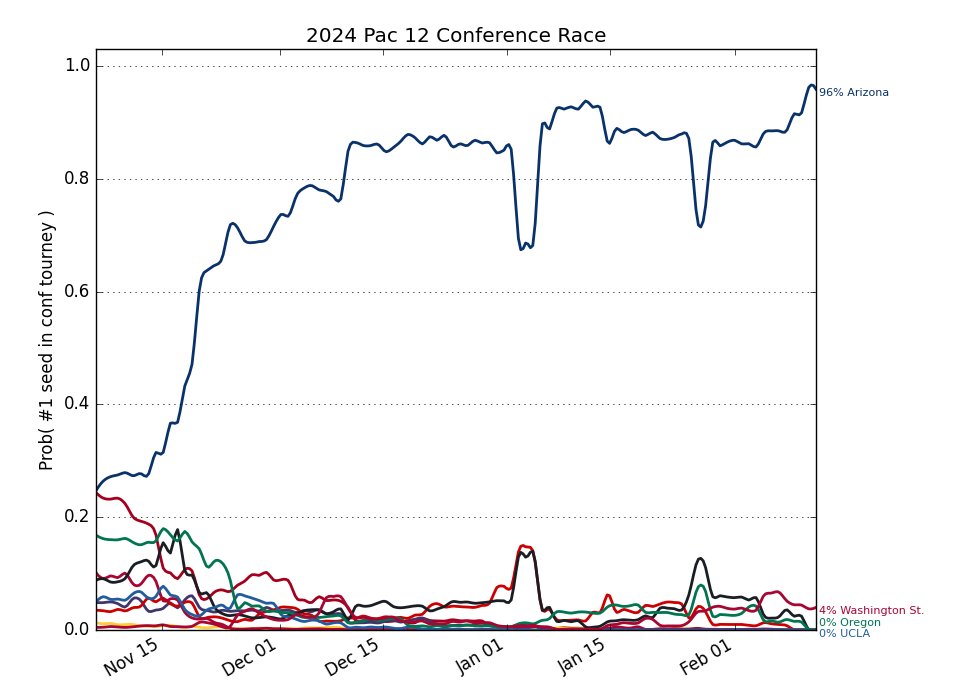 2024 Pac 12 Conference Race
Prob( #1 seed in conf tourney )
1.0
0.8
0.6
0.4
0.2
0.0
Nov 15
Dec 01
Dec 15
Jan 01
Jan 15
Feb 01
96% Arizona
4% Washington St.
0% Oregon
0% UCLA